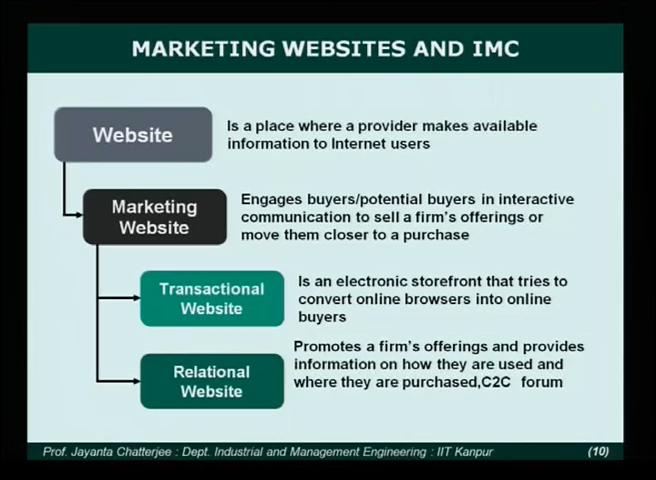 MARKETING WEBSITES AND IMC
Website
Is a place where a provider makes available
information to Internet users
Marketing
Website
Engages buyers/potential buyers in interactive
communication to sell a firm's offerings or
move them closer to a purchase
Transactional
Website
Is an electronic storefront that tries to
convert online browsers into online
buyers
Relational
Website
Promotes a firm's offerings and provides
information on how they are used and
where they are purchased,C2C forum
Prof. Jayanta Chatterjee : Dept. Industrial and Management Engineering : IIT Kanpur
(10)